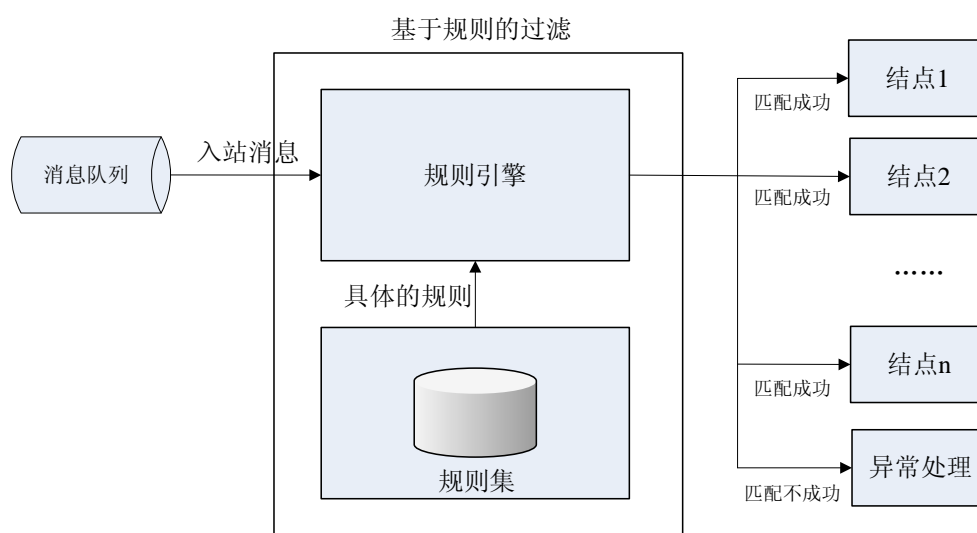 基于规则的过滤
消息队列
入站消息
规则引擎
具体的规则
规则集
匹配成功
结点1
匹配成功
结点2
······
匹配成功
结点n
匹配不成功
异常处理